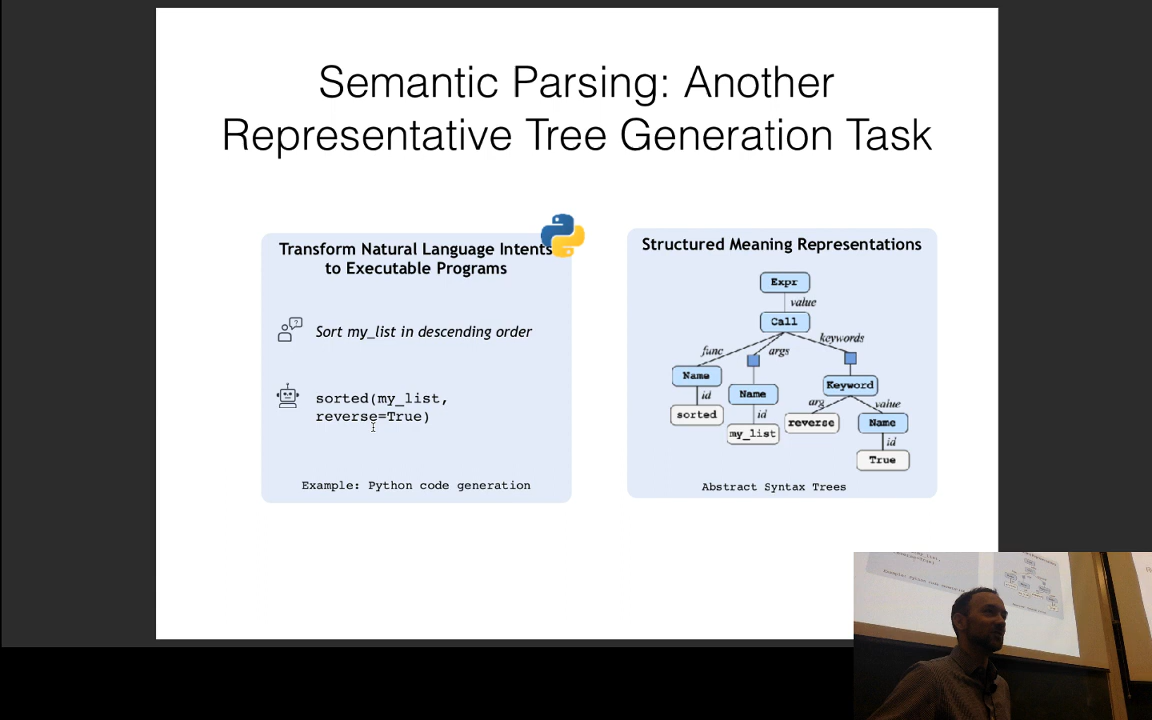 Semantic Parsing: Another
Representative Tree Generation Task
Transform Natural Language Intents
to Executable Programs
Sort my_list in descending order
sorted(my_list,
reverse=True)
Example: Python code generation
Structured Meaning Representations
Expr
value
Call
func
args
keywords
Name
Name
Keyword
id
id
arg
value
sorted
my_list
reverse
Name
id
True
Abstract Syntax Trees